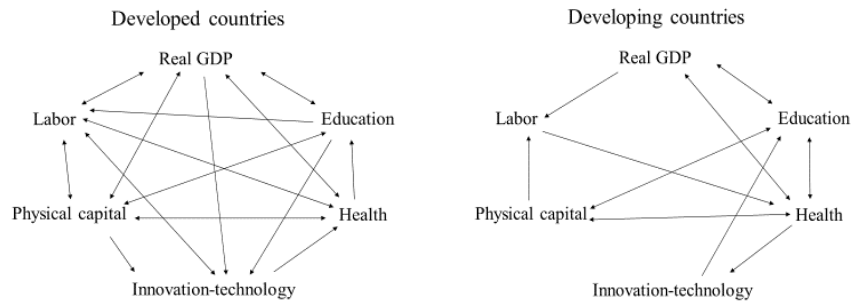 Developed countries
Real GDP
Labor
Education
Physical capital
Health
Innovation-technology
Developing countries
Real GDP
Labor
Education
Physical capital
Health
Innovation-technology